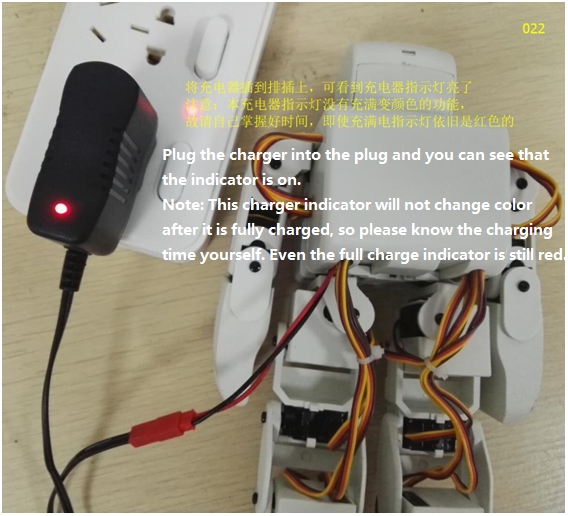 022
将充电器插到排插上，可看到充电器指示灯亮了
注意：本充电器指示灯没有充满变颜色的功能，
故请自己掌握好时间，即使充满电指示灯依旧是红色的
Plug the charger into the plug and you can see that
the indicator is on.
Note: This charger indicator will not change color
after it is fully charged, so please know the charging
time yourself. Even the full charge indicator is still red.